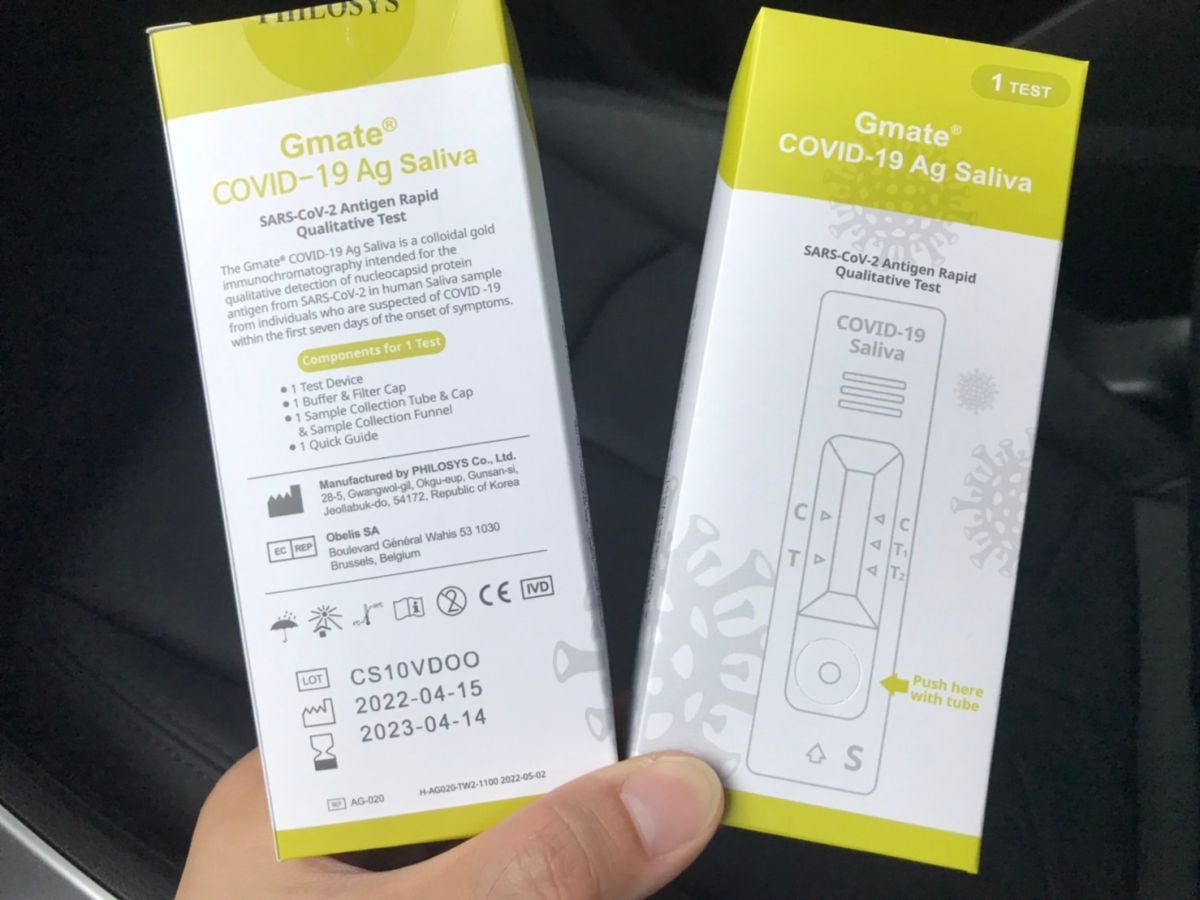 PHILOSYS
Gmate®
COVID-19 Ag Saliva
SARS-CoV-2 Antigen Rapid
Qualitative Test
The Gmate® COVID-19 Ag Saliva is a colloidal gold
immunochromatography intended for the
qualitative detection of nucleocapsid protein
antigen from SARS-CoV-2 in human Saliva sample
from individuals who are suspected of COVID -19
within the first seven days of the onset of symptoms.
Components for 1 Test
● 1 Test Device
● 1 Buffer & Filter Cap
● 1 Sample Collection Tube & Cap
& Sample Collection Funnel
● 1 Quick Guide
Manufactured by PHILOSYS Co., Ltd.
28-5, Gwangwol-gil, Okgu-eup, Gunsan-si,
Jeollabuk-do, 54172, Republic of Korea
EC REP
Obelis SA
Boulevard Général Wahis 53 1030
Brussels, Belgium
2 CE IVD
LOT CS10VDOO
2022-04-15
2023-04-14
REF AG-020 H-AG020-TW2-1100 2022-05-02
1 TEST
Gmate®
COVID-19 Ag Saliva
SARS-CoV-2 Antigen Rapid
Qualitative Test
COVID-19
Saliva
C C
T1
T T2
Push here
with tube
S